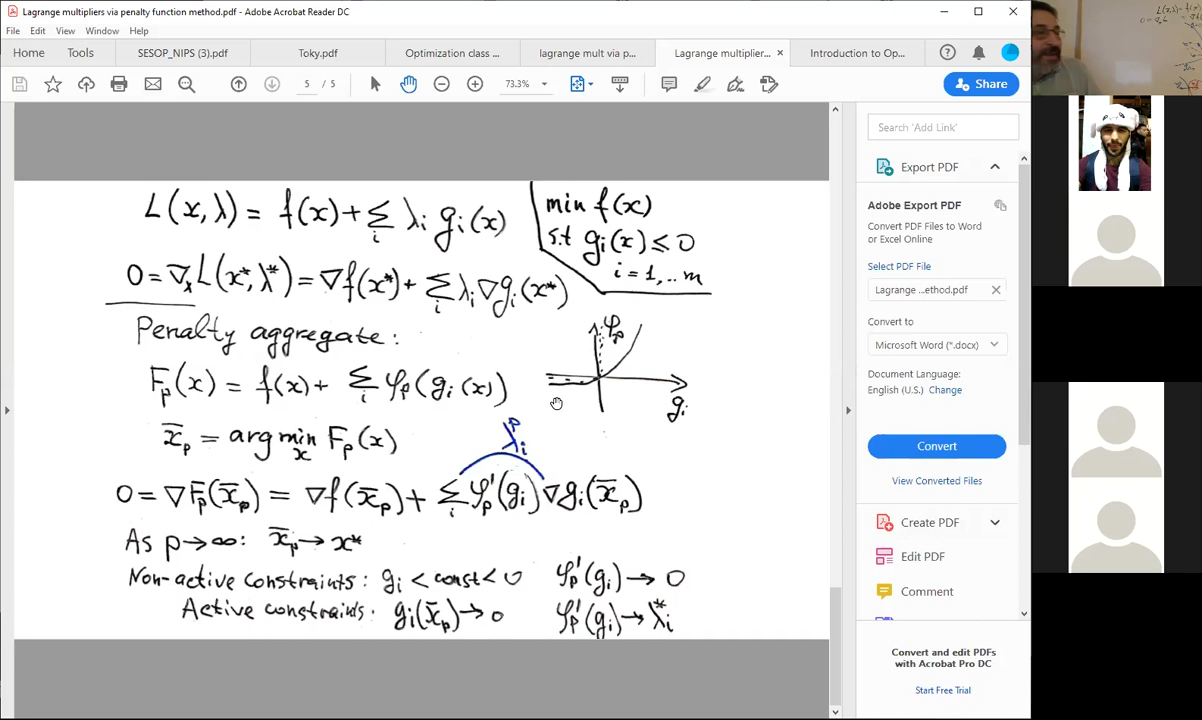 Lagrange multipliers via penalty function method.pdf - Adobe Acrobat Reader DC
File Edit View Window Help
Home Tools SESOP_NIPS (3).pdf Toky.pdf Optimization class ... lagrange mult via p... Lagrange multiplier... × Introduction to Op...
5 / 5 73.3% Share
L(x,λ) = f(x) + Σ_i λ_i g_i(x)
min f(x)
s.t g_i(x) ≤ 0
i = 1,..m
0 = ∇_x L(x*,λ*) = ∇f(x*) + Σ_i λ_i ∇g_i(x*)
Penalty aggregate:
φ_p
F_p(x) = f(x) + Σ_i φ_p(g_i(x))
g_i
x̄_p = argmin_x F_p(x)
λ_i^p
0 = ∇F_p(x̄_p) = ∇f(x̄_p) + Σ_i φ'_p(g_i) ∇g_i(x̄_p)
As p→∞: x̄_p → x*
Non-active constraints: g_i < const < 0 φ'_p(g_i) → 0
Active constraints: g_i(x̄_p) → 0 φ'_p(g_i) → λ*_i
Search 'Add Link'
Export PDF
Adobe Export PDF
Convert PDF Files to Word
or Excel Online
Select PDF File
Lagrange ...ethod.pdf ×
Convert to
Microsoft Word (*.docx)
Document Language:
English (U.S.) Change
Convert
View Converted Files
Create PDF
Edit PDF
Comment
Convert and edit PDFs
with Acrobat Pro DC
Start Free Trial